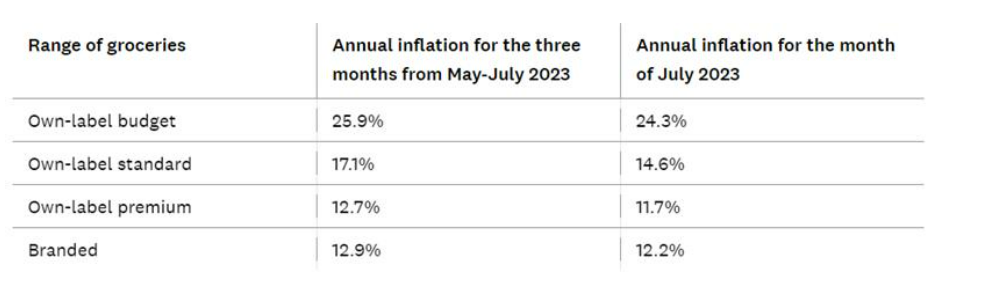 Range of groceries
Annual inflation for the three
months from May-July 2023
Annual inflation for the month
of July 2023
Own-label budget 25.9% 24.3%
Own-label standard 17.1% 14.6%
Own-label premium 12.7% 11.7%
Branded 12.9% 12.2%